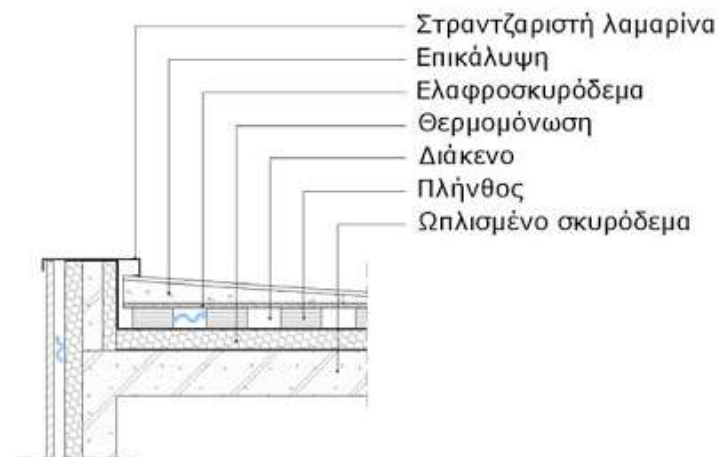 Στραντζαριστή λαμαρίνα
Επικάλυψη
Ελαφροσκυρόδεμα
Θερμομόνωση
Διάκενο
Πλήνθος
Ωπλισμένο σκυρόδεμα